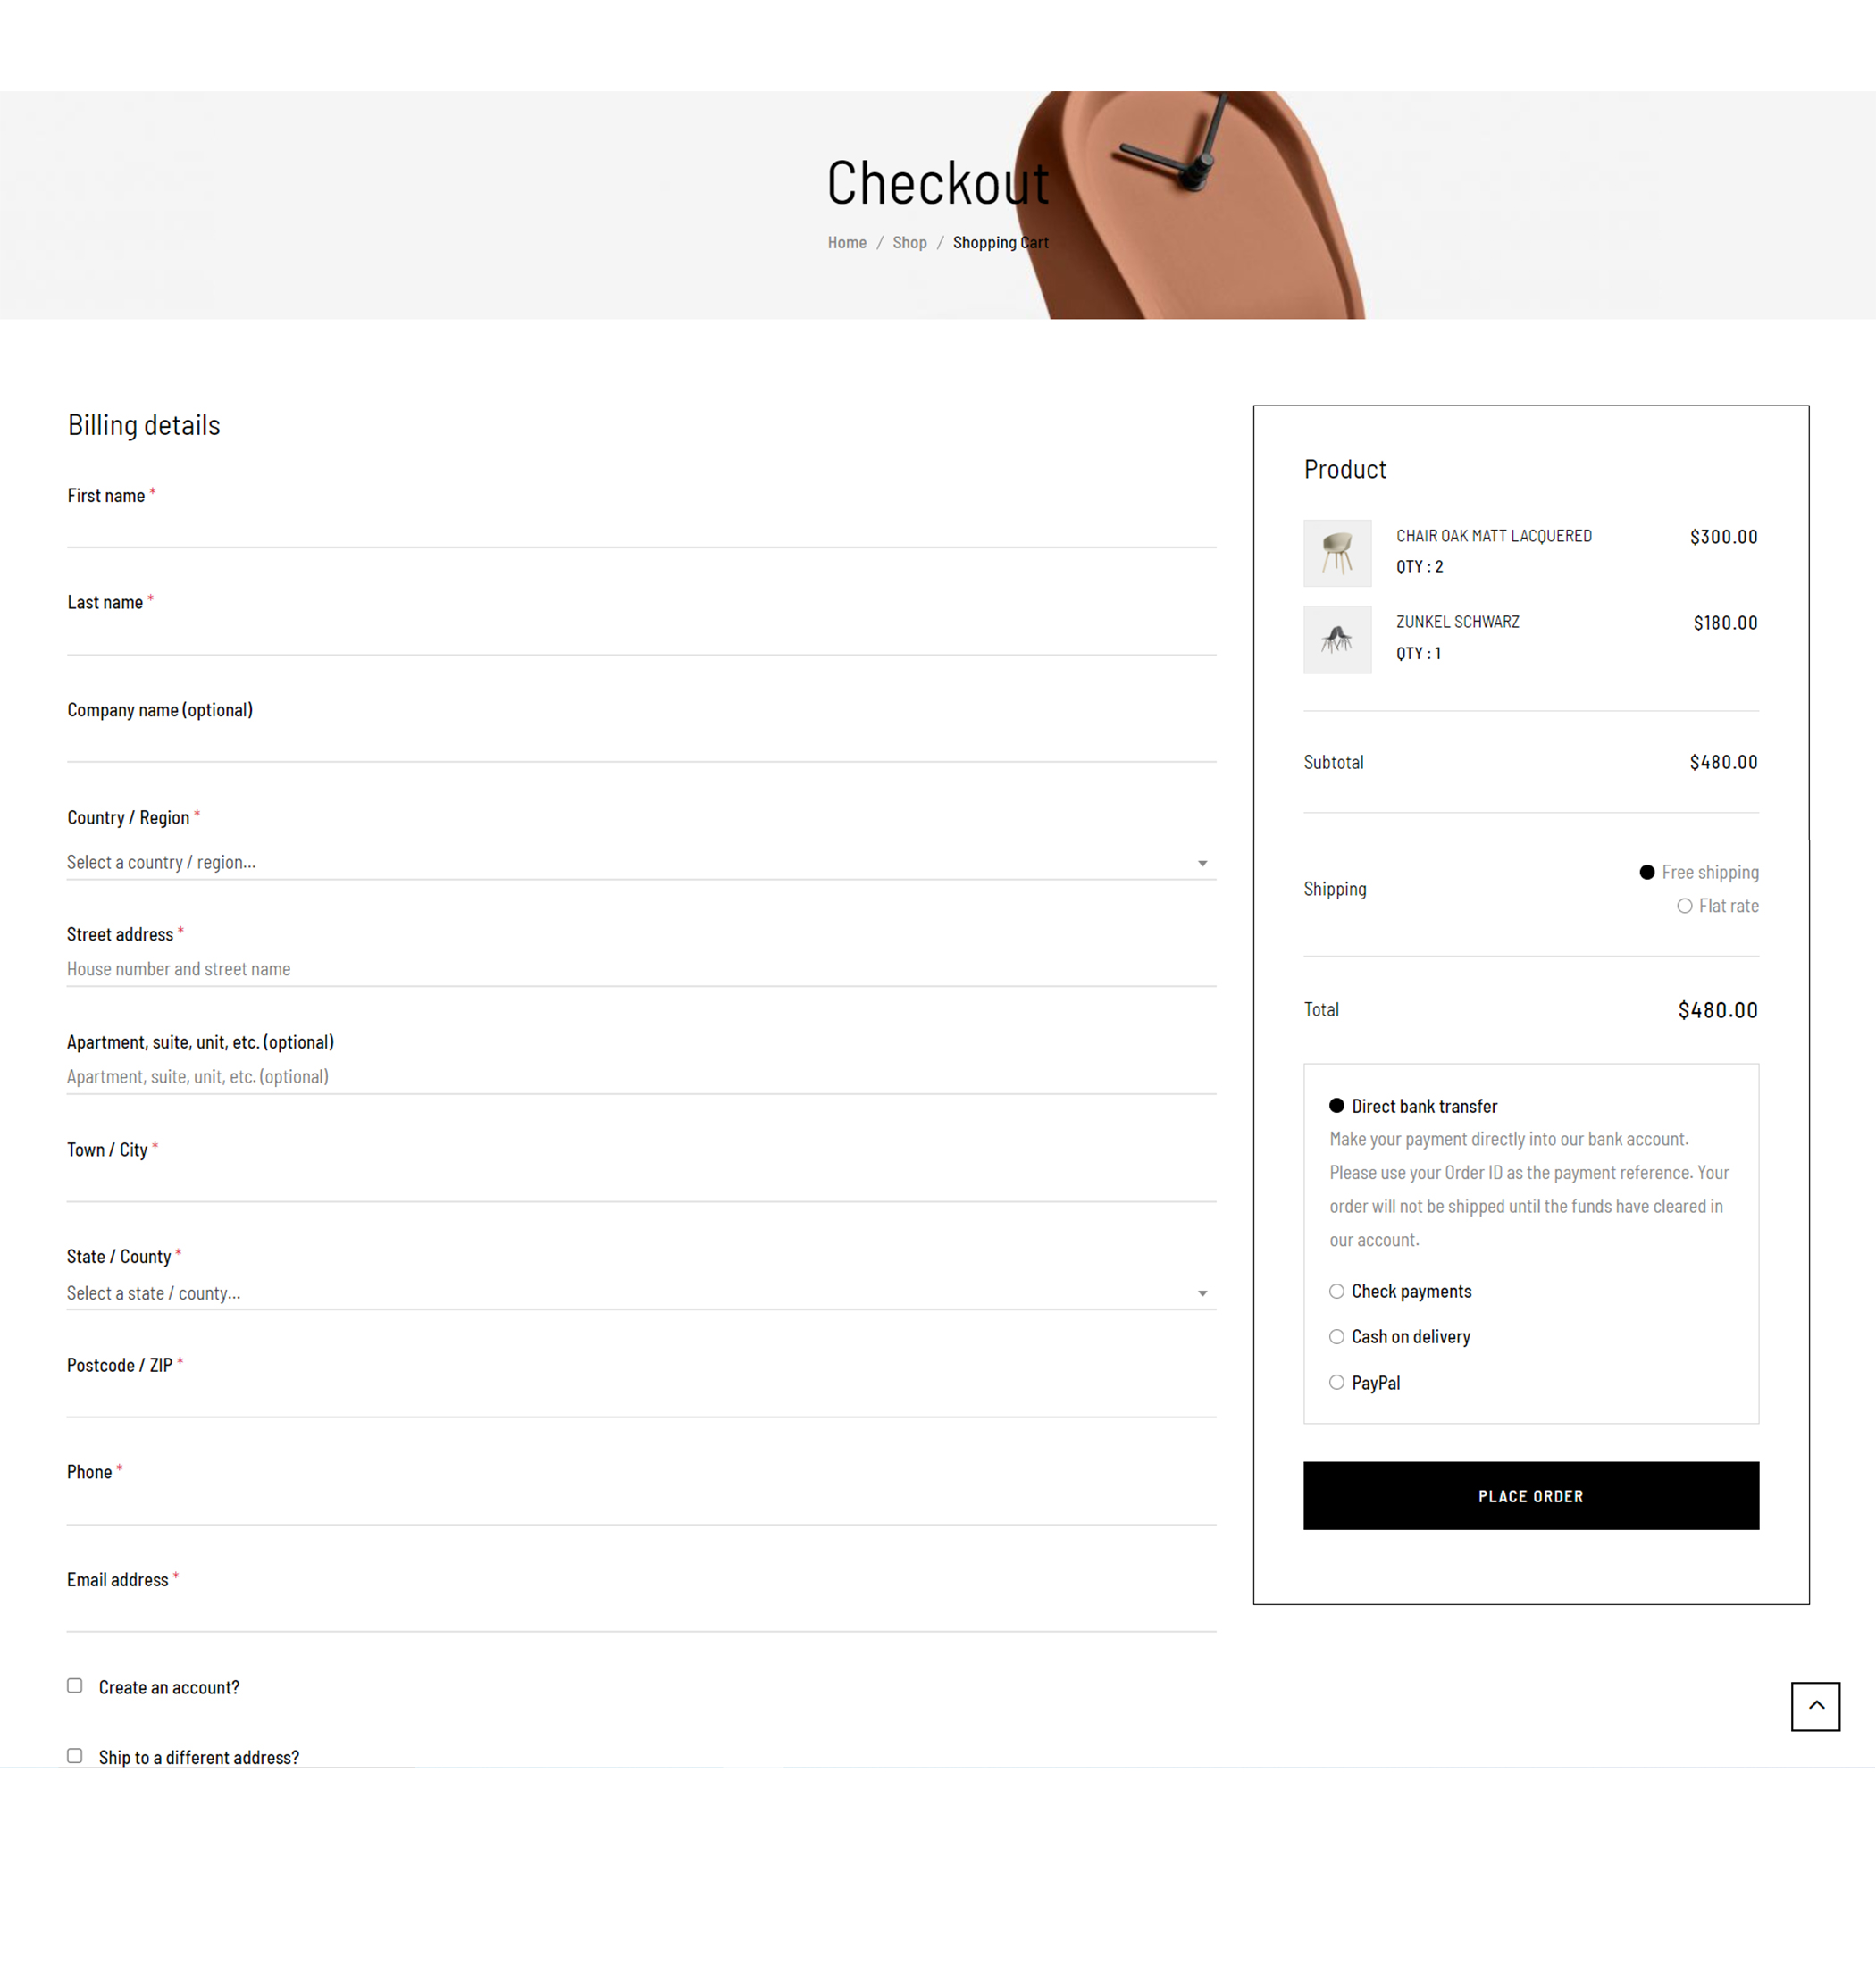 Checkout
Home / Shop / Shopping Cart
Billing details
First name *
Last name *
Company name (optional)
Country / Region *
Select a country / region...
Street address *
House number and street name
Apartment, suite, unit, etc. (optional)
Apartment, suite, unit, etc. (optional)
Town / City *
State / County *
Select a state / county...
Postcode / ZIP *
Phone *
Email address *
Create an account?
Ship to a different address?
Product
CHAIR OAK MATT LACQUERED $300.00
QTY : 2
ZUNKEL SCHWARZ $180.00
QTY : 1
Subtotal $480.00
Shipping
Free shipping
Flat rate
Total $480.00
Direct bank transfer
Make your payment directly into our bank account.
Please use your Order ID as the payment reference. Your
order will not be shipped until the funds have cleared in
our account.
Check payments
Cash on delivery
PayPal
PLACE ORDER